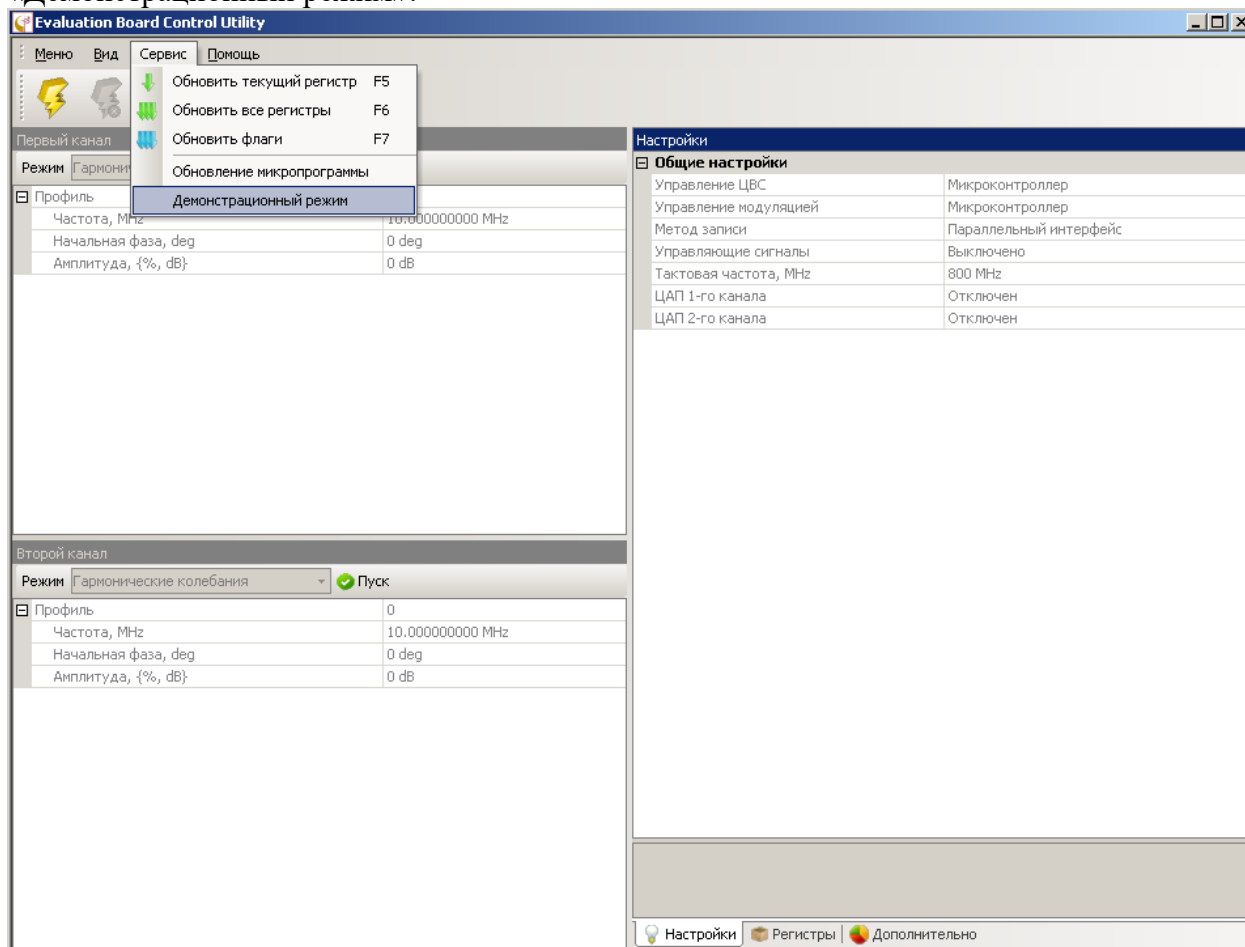 «Демонстрационный режим».
Evaluation Board Control Utility
Меню Вид Сервис Помощь
Обновить текущий регистр F5
Обновить все регистры F6
Обновить флаги F7
Обновление микропрограммы
Демонстрационный режим
Первый канал
Режим
Профиль
Частота, MHz 10.000000000 MHz
Начальная фаза, deg 0 deg
Амплитуда, {%, dB} 0 dB
Второй канал
Режим Гармонические колебания Пуск
Профиль 0
Частота, MHz 10.000000000 MHz
Начальная фаза, deg 0 deg
Амплитуда, {%, dB} 0 dB
Настройки
Общие настройки
Управление ЦВС Микроконтроллер
Управление модуляцией Микроконтроллер
Метод записи Параллельный интерфейс
Управляющие сигналы Выключено
Тактовая частота, MHz 800 MHz
ЦАП 1-го канала Отключен
ЦАП 2-го канала Отключен
Настройки Регистры Дополнительно